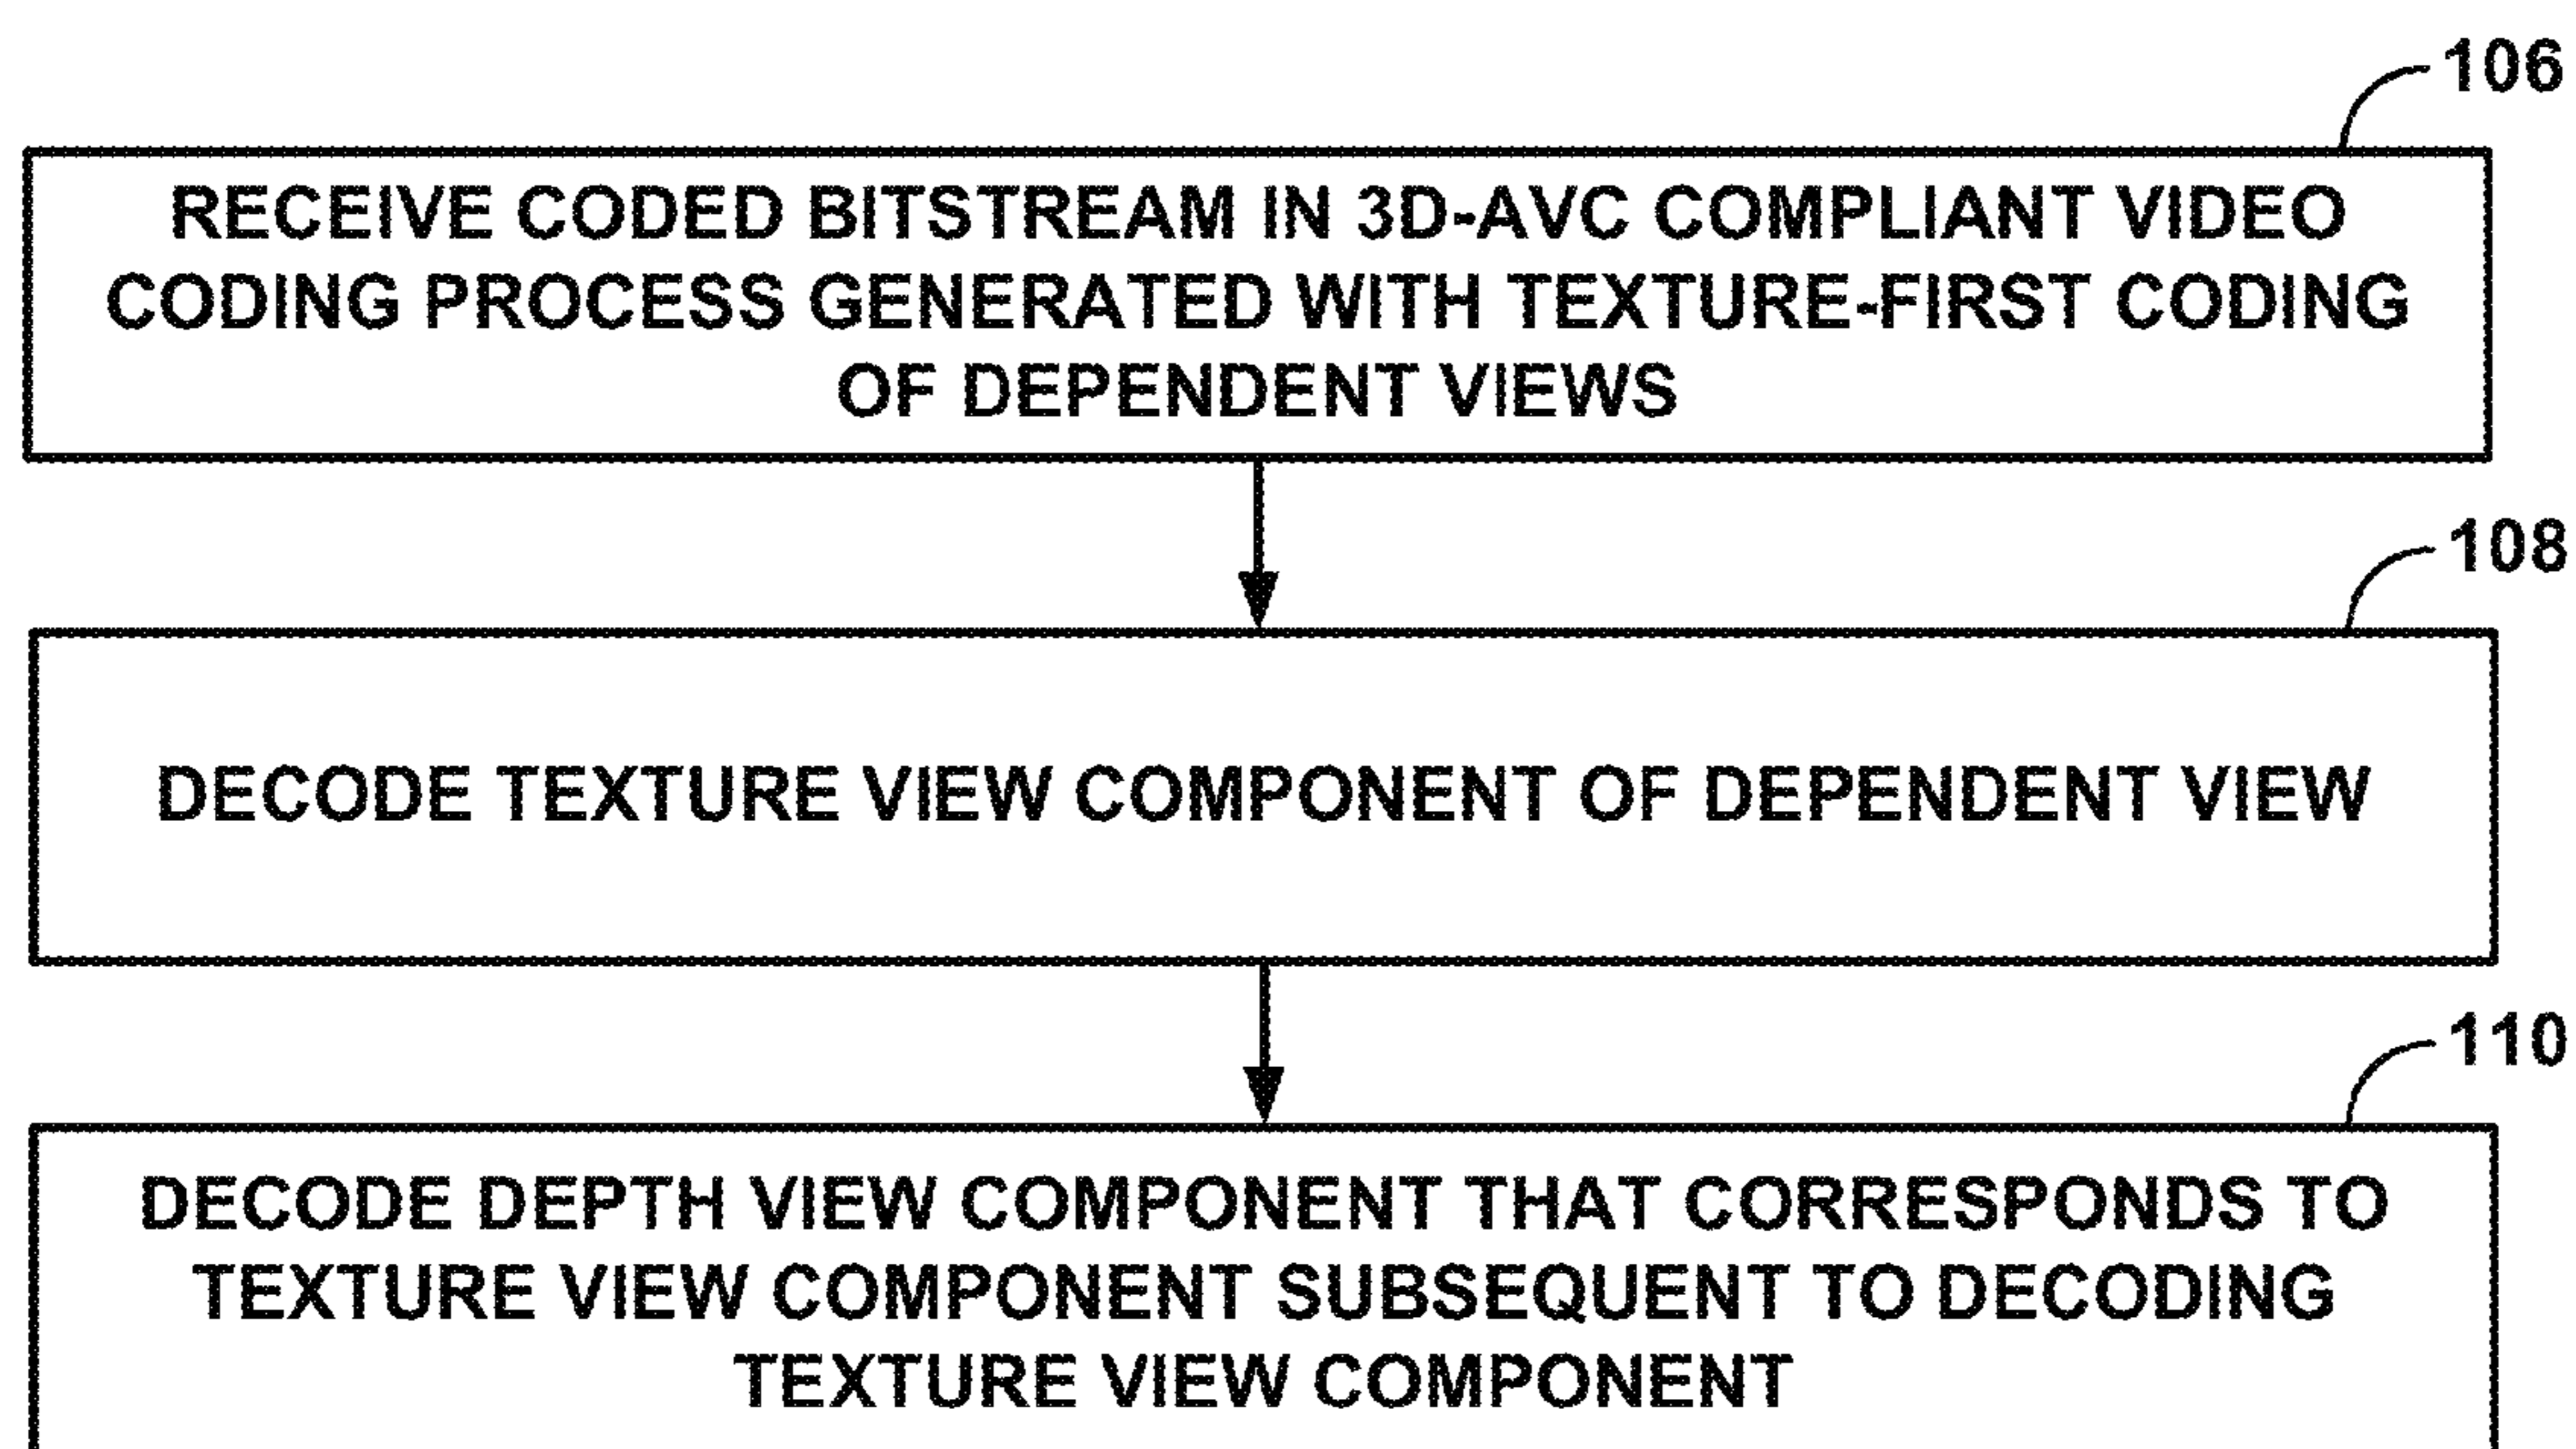 106
RECEIVE CODED BITSTREAM IN 3D-AVC COMPLIANT VIDEO
CODING PROCESS GENERATED WITH TEXTURE-FIRST CODING
OF DEPENDENT VIEWS
108
DECODE TEXTURE VIEW COMPONENT OF DEPENDENT VIEW
110
DECODE DEPTH VIEW COMPONENT THAT CORRESPONDS TO
TEXTURE VIEW COMPONENT SUBSEQUENT TO DECODING
TEXTURE VIEW COMPONENT